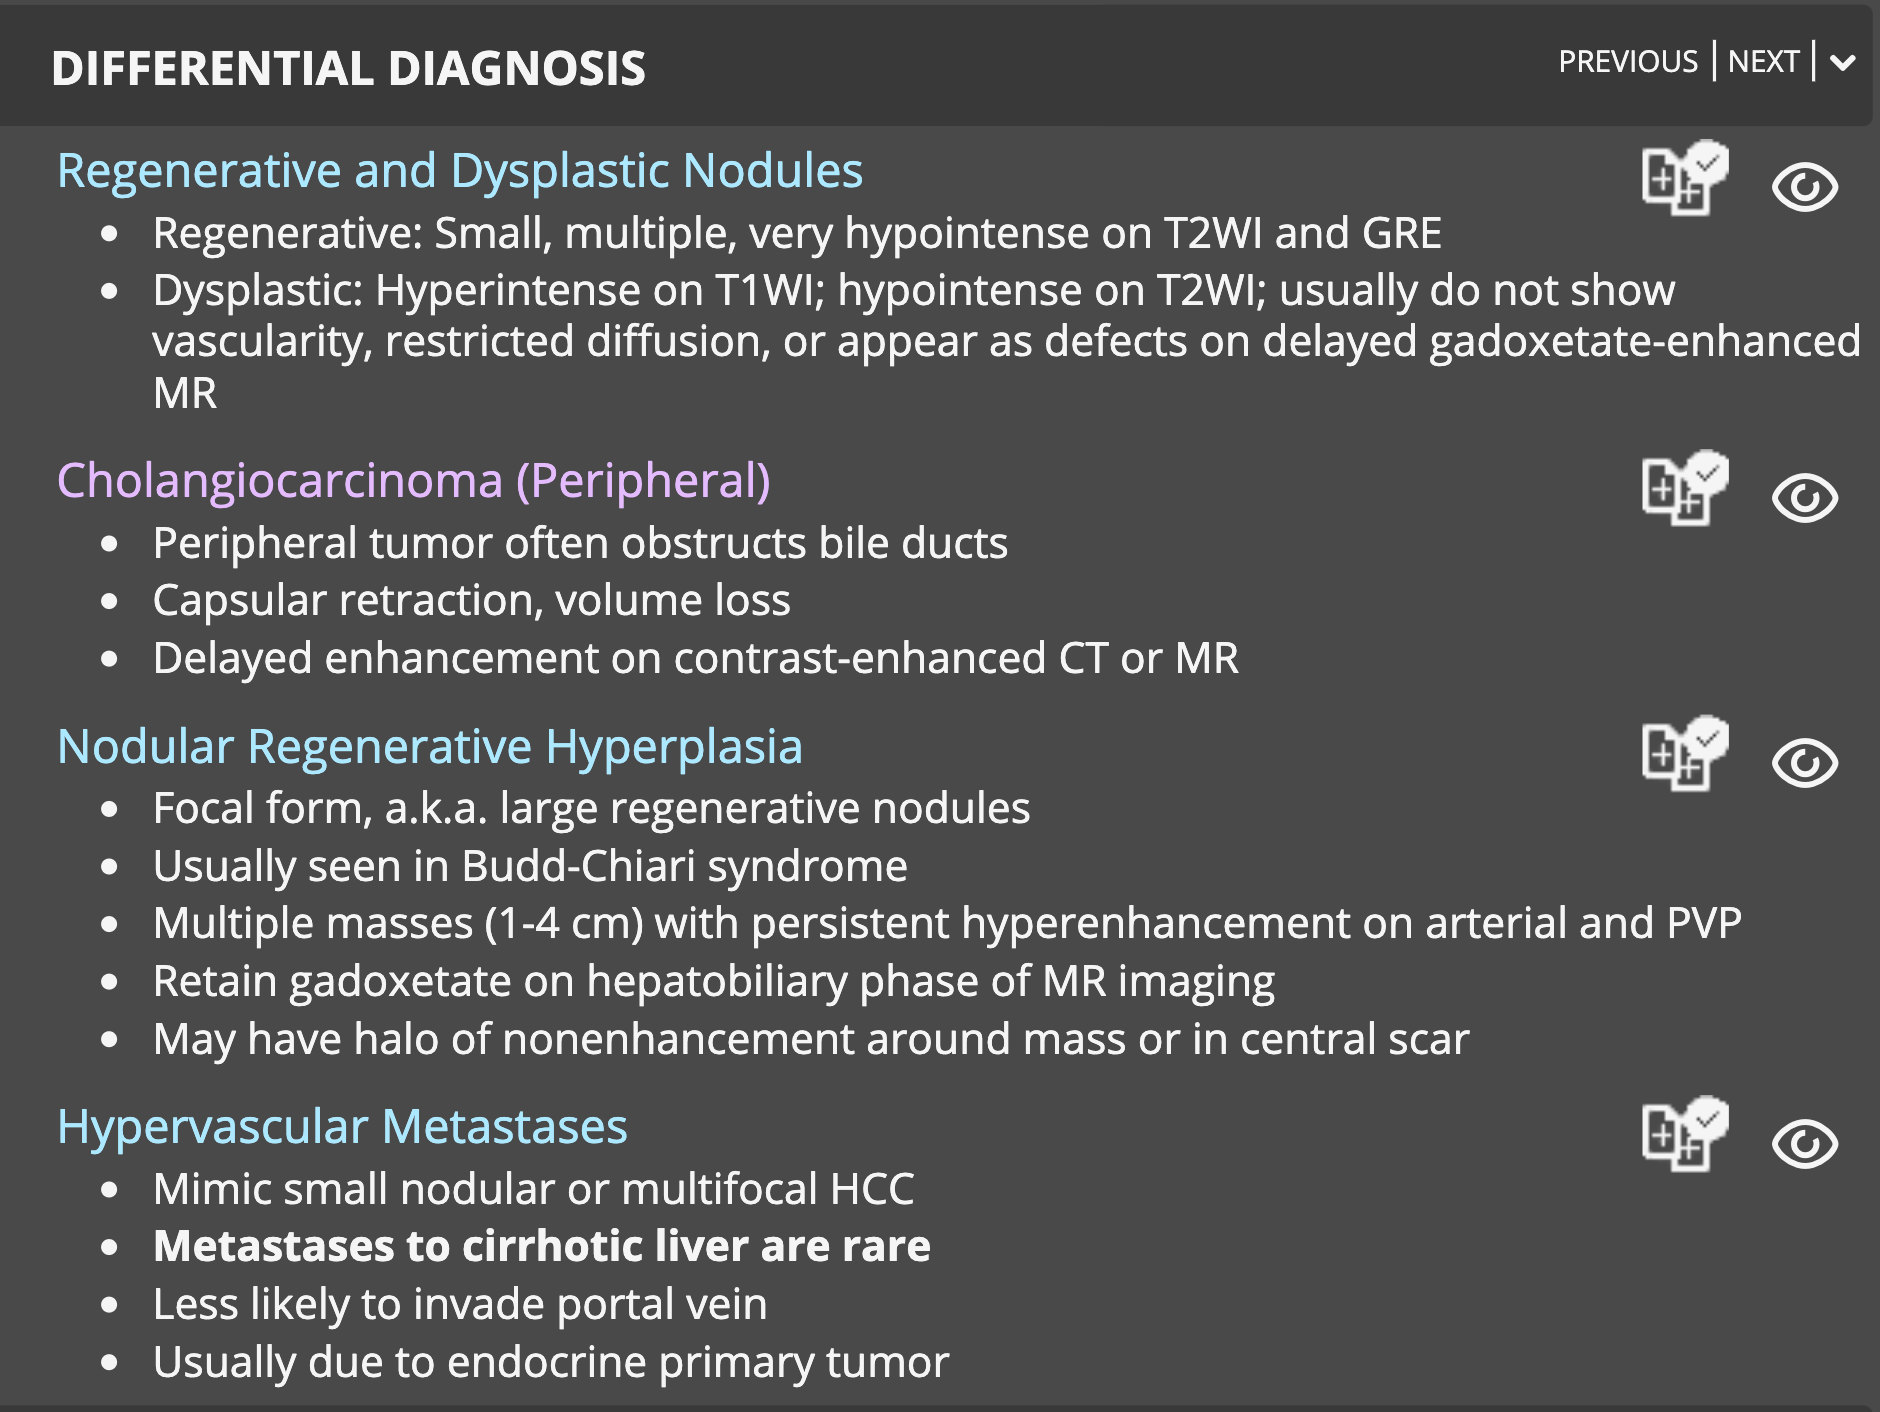 DIFFERENTIAL DIAGNOSIS
PREVIOUS | NEXT |
Regenerative and Dysplastic Nodules
• Regenerative: Small, multiple, very hypointense on T2WI and GRE
• Dysplastic: Hyperintense on T1WI; hypointense on T2WI; usually do not show
vascularity, restricted diffusion, or appear as defects on delayed gadoxetate-enhanced
MR
Cholangiocarcinoma (Peripheral)
• Peripheral tumor often obstructs bile ducts
• Capsular retraction, volume loss
• Delayed enhancement on contrast-enhanced CT or MR
Nodular Regenerative Hyperplasia
• Focal form, a.k.a. large regenerative nodules
• Usually seen in Budd-Chiari syndrome
• Multiple masses (1-4 cm) with persistent hyperenhancement on arterial and PVP
• Retain gadoxetate on hepatobiliary phase of MR imaging
• May have halo of nonenhancement around mass or in central scar
Hypervascular Metastases
• Mimic small nodular or multifocal HCC
• Metastases to cirrhotic liver are rare
• Less likely to invade portal vein
• Usually due to endocrine primary tumor